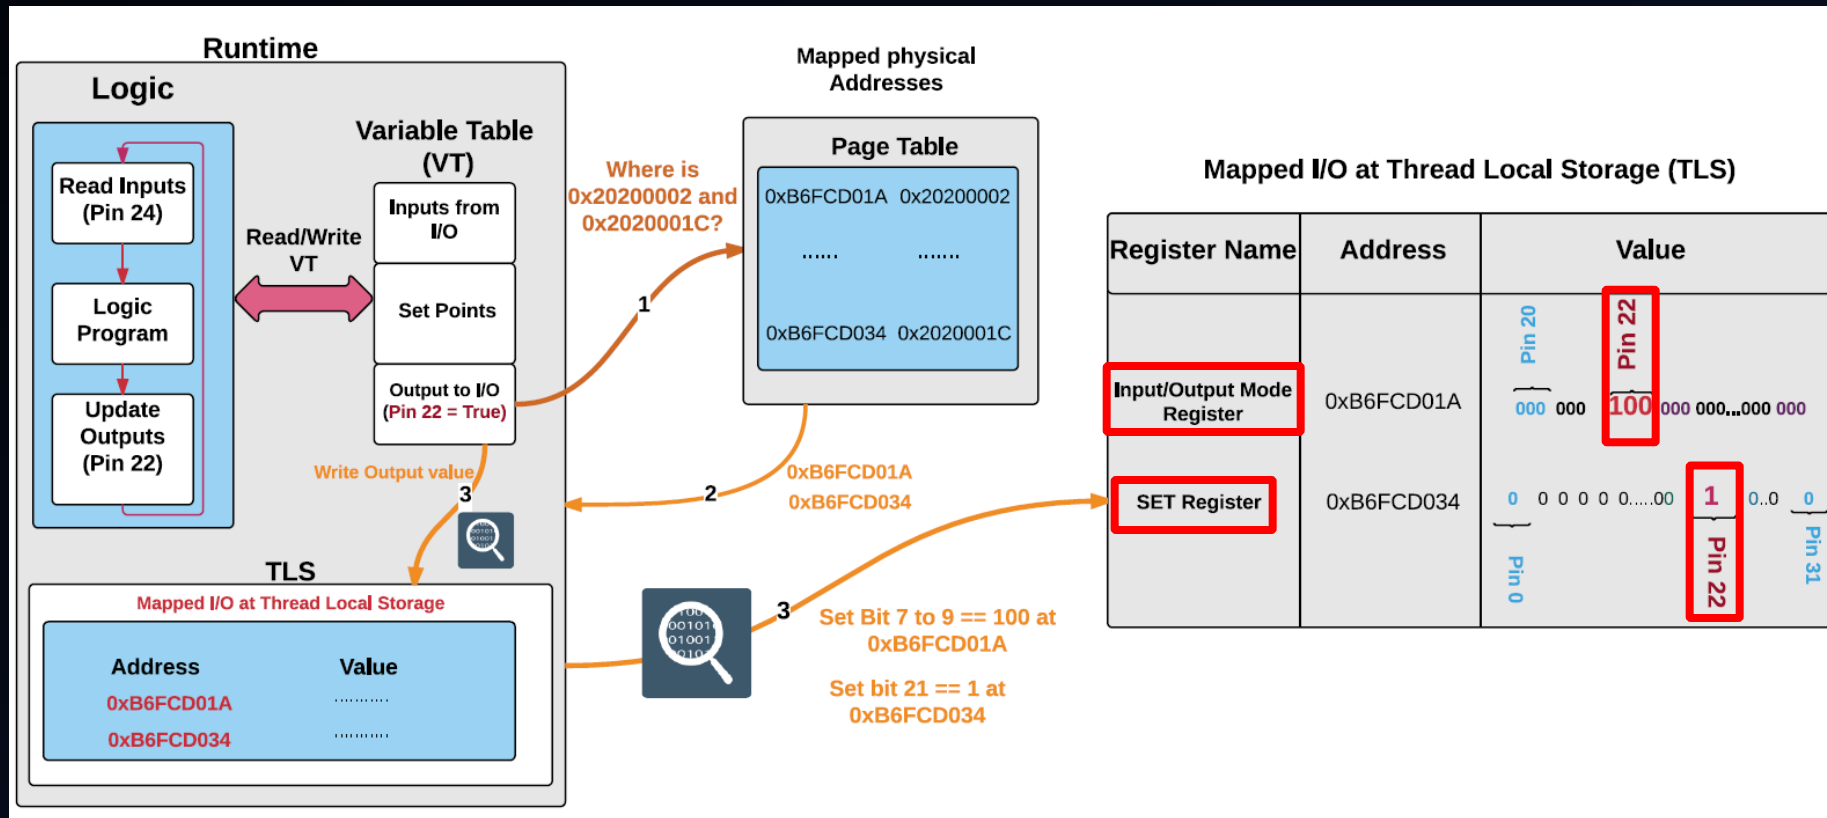 Runtime
Logic
Read Inputs
(Pin 24)
Logic
Program
Update
Outputs
(Pin 22)
Read/Write
VT
Variable Table
(VT)
Inputs from
I/O
Set Points
Output to I/O
(Pin 22 = True)
Write Output value
3
TLS
Mapped I/O at Thread Local Storage
Address Value
0xB6FCD01A ..........
0xB6FCD034 ..........
Where is
0x20200002 and
0x2020001C?
1
Mapped physical
Addresses
Page Table
0xB6FCD01A 0x20200002
...... .......
0xB6FCD034 0x2020001C
2
0xB6FCD01A
0xB6FCD034
3
Set Bit 7 to 9 == 100 at
0xB6FCD01A
Set bit 21 == 1 at
0xB6FCD034
Mapped I/O at Thread Local Storage (TLS)
Register Name Address Value
Pin 20
Pin 22
Input/Output Mode
Register
0xB6FCD01A
000 000 100 000 000...000 000
SET Register
0xB6FCD034
0 0 0 0 0 0.....00 1 0..0 0
Pin 0
Pin 22
Pin 31